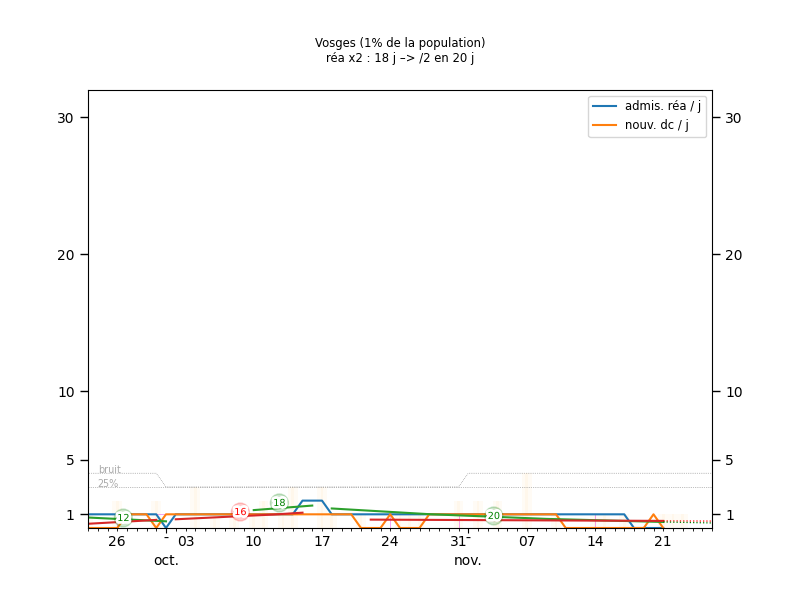 Vosges (1% de la population)
réa x2 : 18 j –> /2 en 20 j
admis. réa / j
nouv. dc / j
30 30
20 20
10 10
5 5
bruit
25%
1 1
12 16 18 20
26 - 03 10 17 24 31 - 07 14 21
oct. nov.